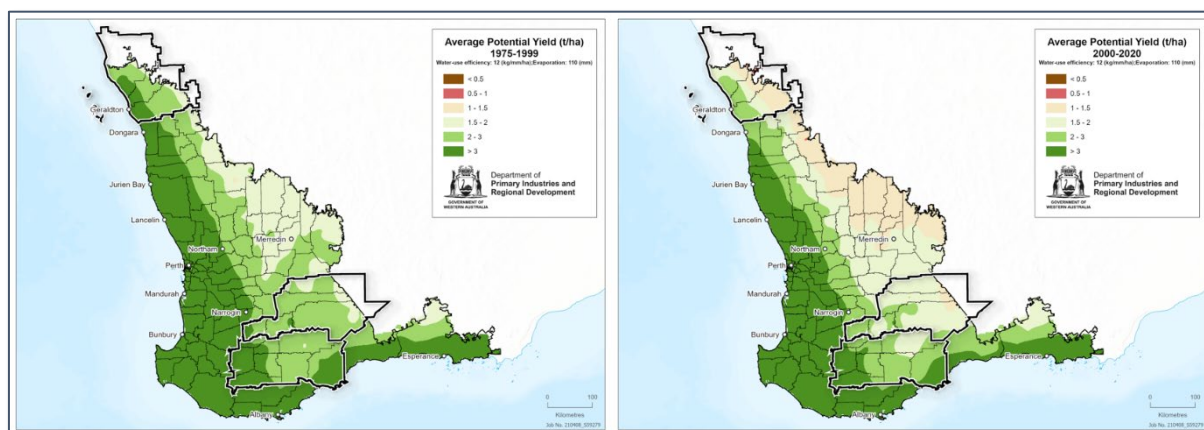 Average Potential Yield (t/ha)
1975-1999
Water-use efficiency: 12 (kg/mm/ha);Evaporation: 110 (mm)
< 0.5
0.5 - 1
1 - 1.5
1.5 - 2
2 - 3
> 3
Department of
Primary Industries and
Regional Development
GOVERNMENT OF
WESTERN AUSTRALIA
Geraldton
Dongara
Jurien Bay
Lancelin
Northam
Merredin
Perth
Mandurah
Narrogin
Bunbury
Esperance
Albany
0 100
Kilometres
Average Potential Yield (t/ha)
2000-2020
Water-use efficiency: 12 (kg/mm/ha);Evaporation: 110 (mm)
< 0.5
0.5 - 1
1 - 1.5
1.5 - 2
2 - 3
> 3
Department of
Primary Industries and
Regional Development
GOVERNMENT OF
WESTERN AUSTRALIA
Geraldton
Dongara
Jurien Bay
Lancelin
Northam
Merredin
Perth
Mandurah
Narrogin
Bunbury
Esperance
Albany
0 100
Kilometres